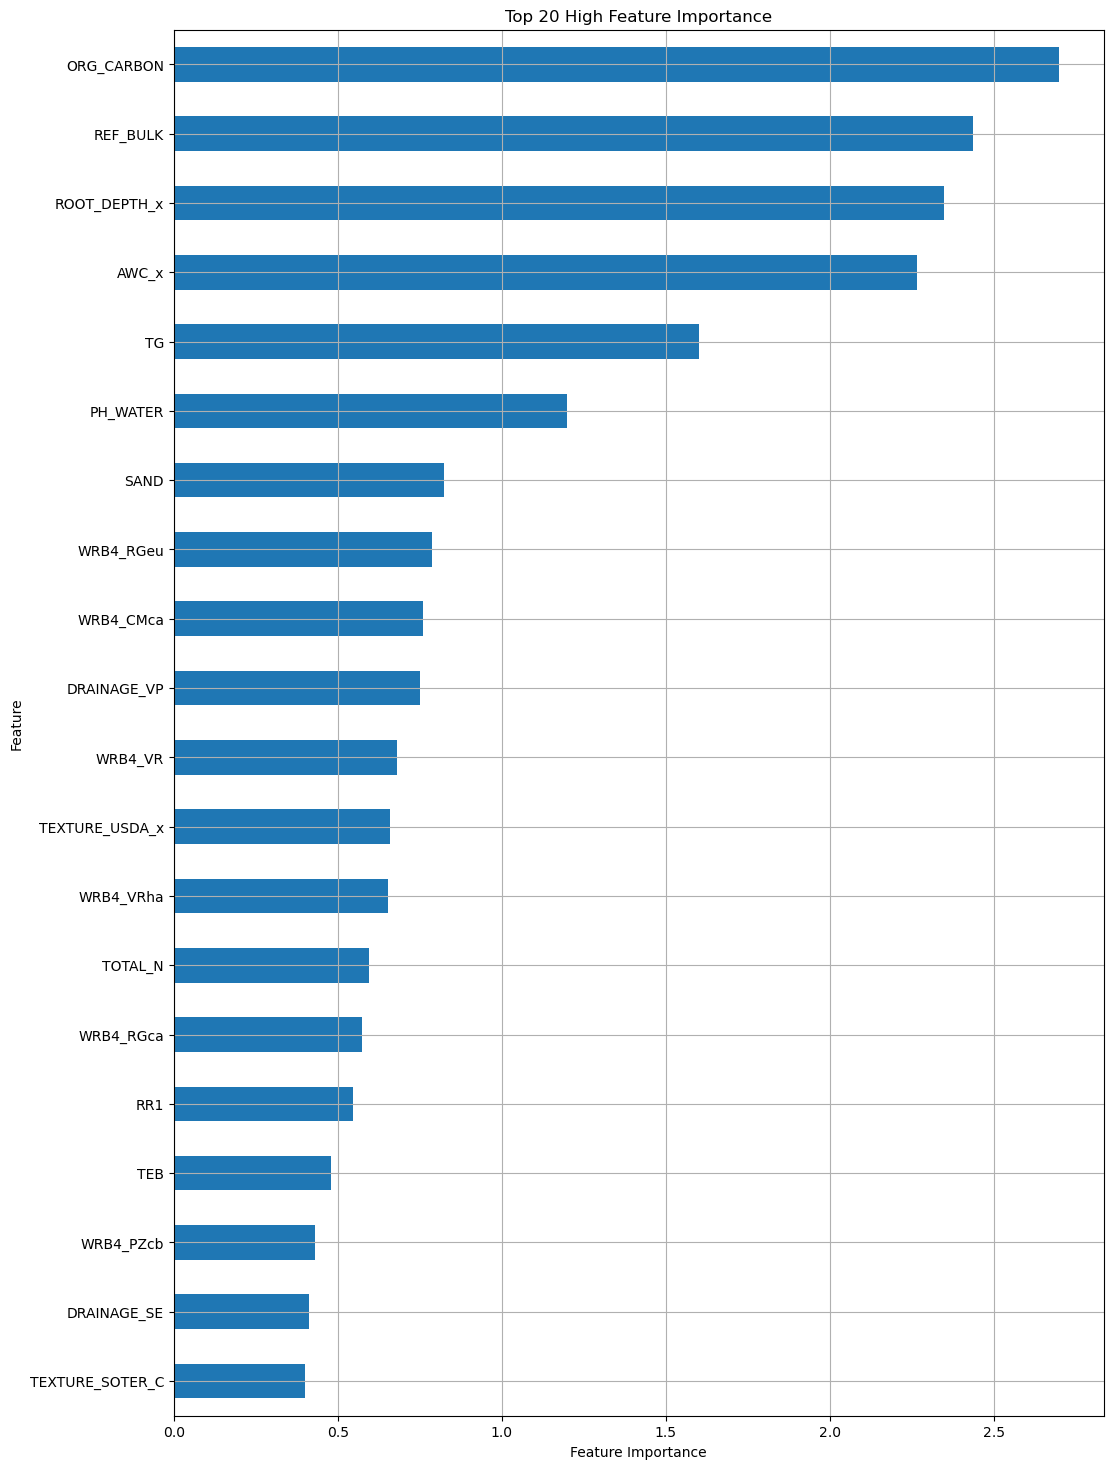 Top 20 High Feature Importance
ORG_CARBON
REF_BULK
ROOT_DEPTH_x
AWC_x
TG
PH_WATER
SAND
WRB4_RGeu
WRB4_CMca
DRAINAGE_VP
WRB4_VR
TEXTURE_USDA_x
WRB4_VRha
TOTAL_N
WRB4_RGca
RR1
TEB
WRB4_PZcb
DRAINAGE_SE
TEXTURE_SOTER_C
Feature
0.0 0.5 1.0 1.5 2.0 2.5
Feature Importance